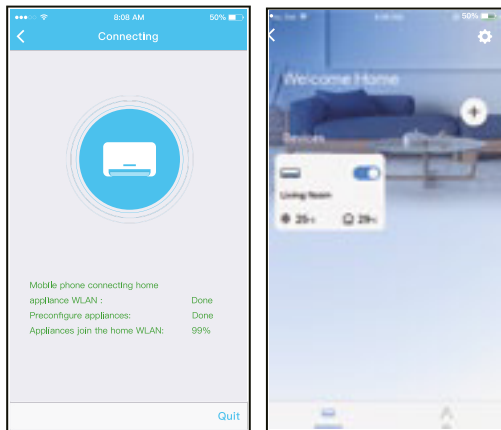 8:08 AM
50%
Connecting
Mobile phone connecting home
appliance WLAN :
Done
Preconfigure appliances:
Done
Appliances join the home WLAN:
99%
Quit
50%
Welcome Home
Devices
Living Room
25
29